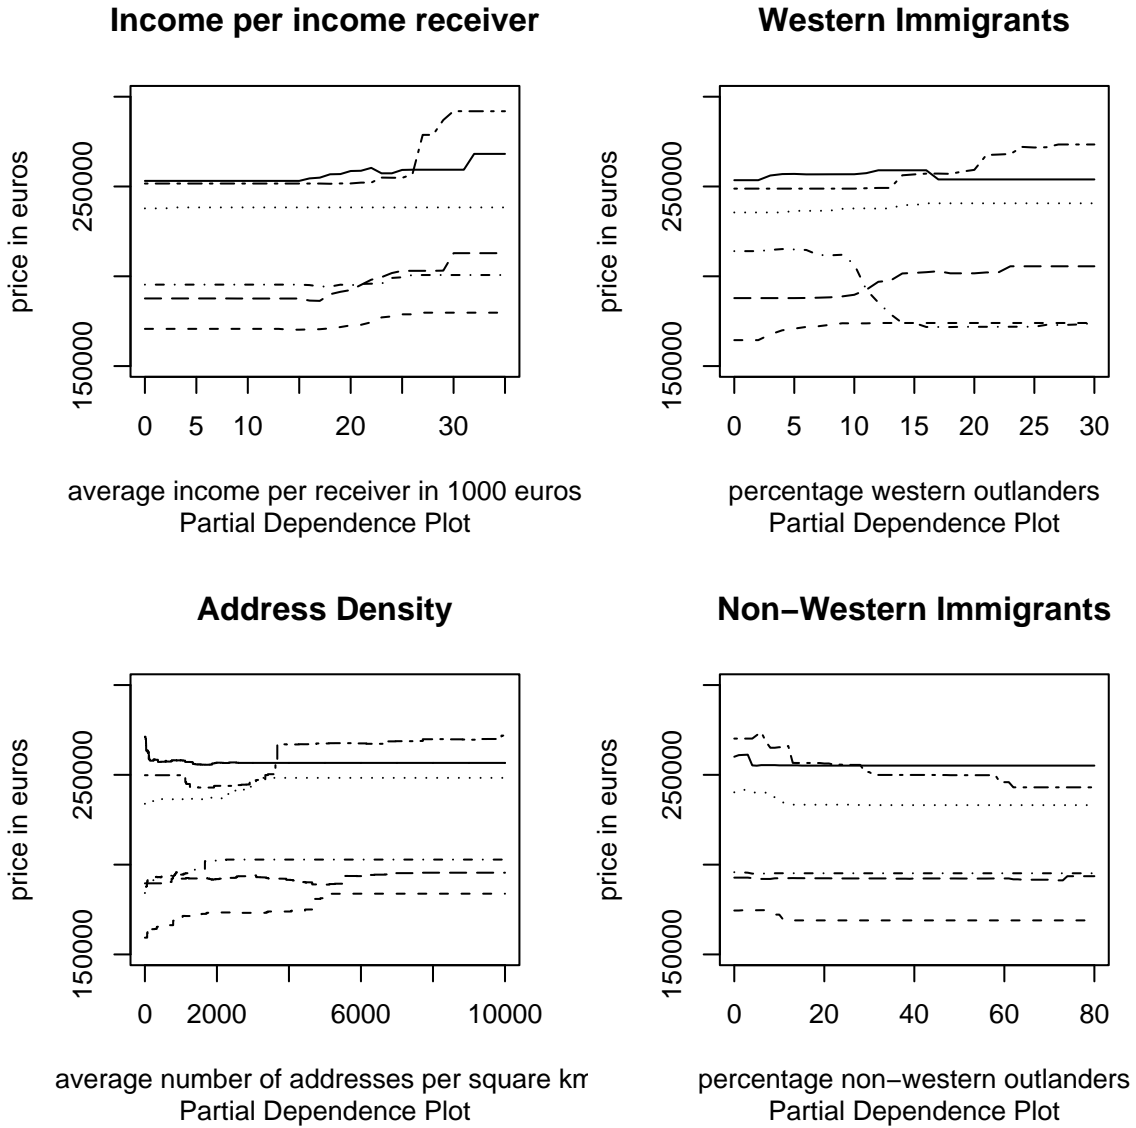 Income per income receiver
price in euros
150000
250000
0 5 10 20 30
average income per receiver in 1000 euros
Partial Dependence Plot
Western Immigrants
price in euros
150000
250000
0 5 10 15 20 25 30
percentage western outlanders
Partial Dependence Plot
Address Density
price in euros
150000
250000
0 2000 6000 10000
average number of addresses per square km
Partial Dependence Plot
Non−Western Immigrants
price in euros
150000
250000
0 20 40 60 80
percentage non−western outlanders
Partial Dependence Plot